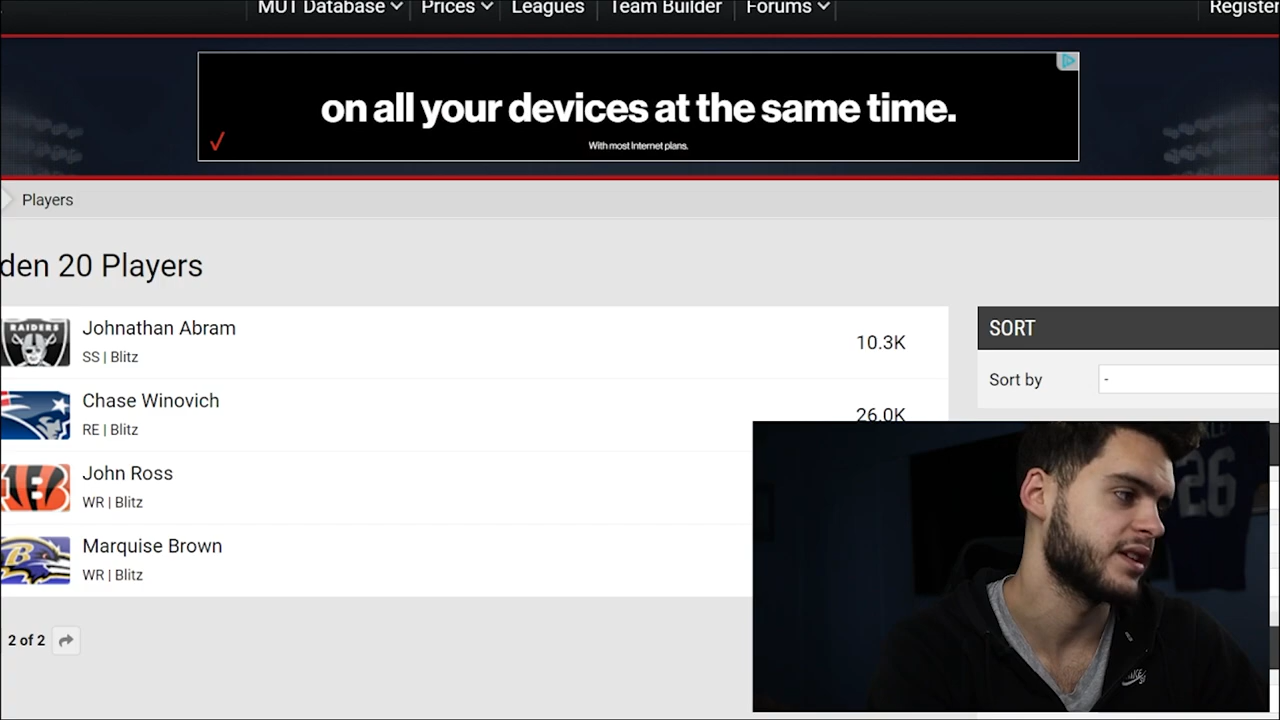 MUT Database Prices Leagues Team Builder Forums Register
on all your devices at the same time.
With most Internet plans.
Players
den 20 Players
RAIDERS
Johnathan Abram
SS | Blitz
10.3K
Chase Winovich
RE | Blitz
26.0K
John Ross
WR | Blitz
Marquise Brown
WR | Blitz
2 of 2
SORT
Sort by
-
26